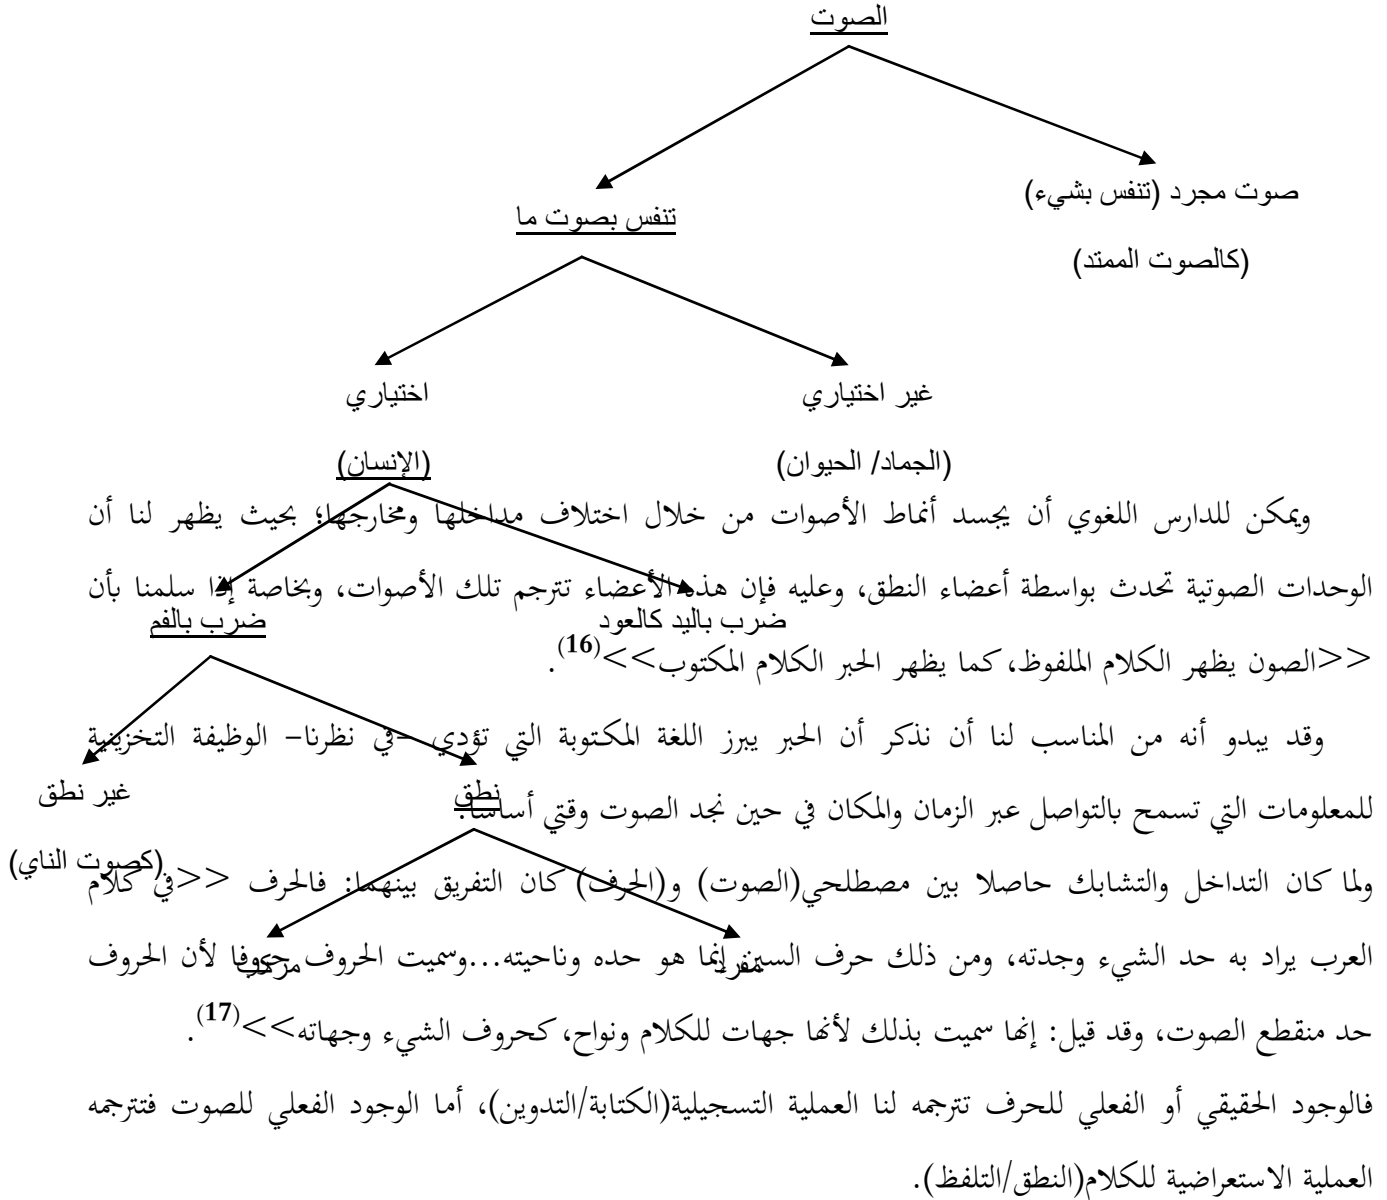 الصوت
صوت مجرد (تنفس بشيء)
تنفس بصوت ما
(كالصوت الممتد)
غير اختياري
اختياري
(الجماد/ الحيوان)
(الإنسان)
ويمكن للدارس اللغوي أن يجسد أنماط الأصوات من خلال اختلاف مداخلها ومخارجها؛ بحيث يظهر لنا أن
الوحدات الصوتية تحدث بواسطة أعضاء النطق، وعليه فإن هذه الأعضاء تترجم تلك الأصوات، وبخاصة إذا سلمنا بأن
ضرب باليد كالعود
ضرب بالفم
<<الصون يظهر الكلام الملفوظ، كما يظهر الحبر الكلام المكتوب>>(16).
وقد يبدو أنه من المناسب لنا أن نذكر أن الحبر يبرز اللغة المكتوبة التي تؤدي –في نظرنا– الوظيفة التخزينية
نطق
غير نطق
للمعلومات التي تسمح بالتواصل عبر الزمان والمكان في حين نجد الصوت وقتي أساسا.
(كصوت الناي)
ولما كان التداخل والتشابك حاصلا بين مصطلحي(الصوت) و(الحرف) كان التفريق بينهما: فالحرف <<في كلام
العرب يراد به حد الشيء وجدته، ومن ذلك حرف السين إنما هو حده وناحيته...وسميت الحروف حروفا لأن الحروف
مفرد
مركب
حد منقطع الصوت، وقد قيل: إنها سميت بذلك لأنها جهات للكلام ونواح، كحروف الشيء وجهاته>>(17).
فالوجود الحقيقي أو الفعلي للحرف تترجمه لنا العملية التسجيلية(الكتابة/التدوين)، أما الوجود الفعلي للصوت فتترجمه
العملية الاستعراضية للكلام(النطق/التلفظ).